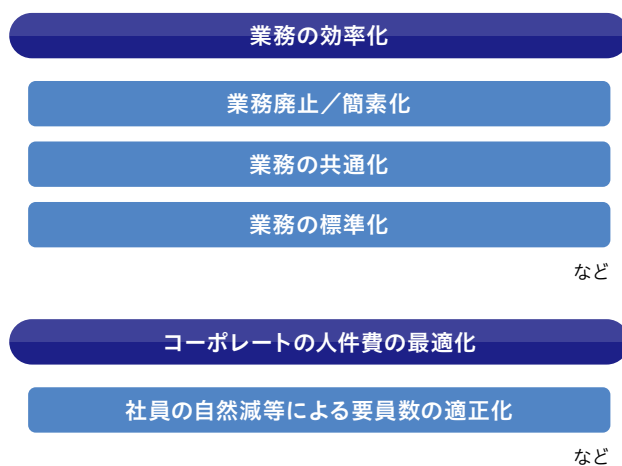 業務の効率化
業務廃止／簡素化
業務の共通化
業務の標準化
など
コーポレートの人件費の最適化
社員の自然減等による要員数の適正化
など